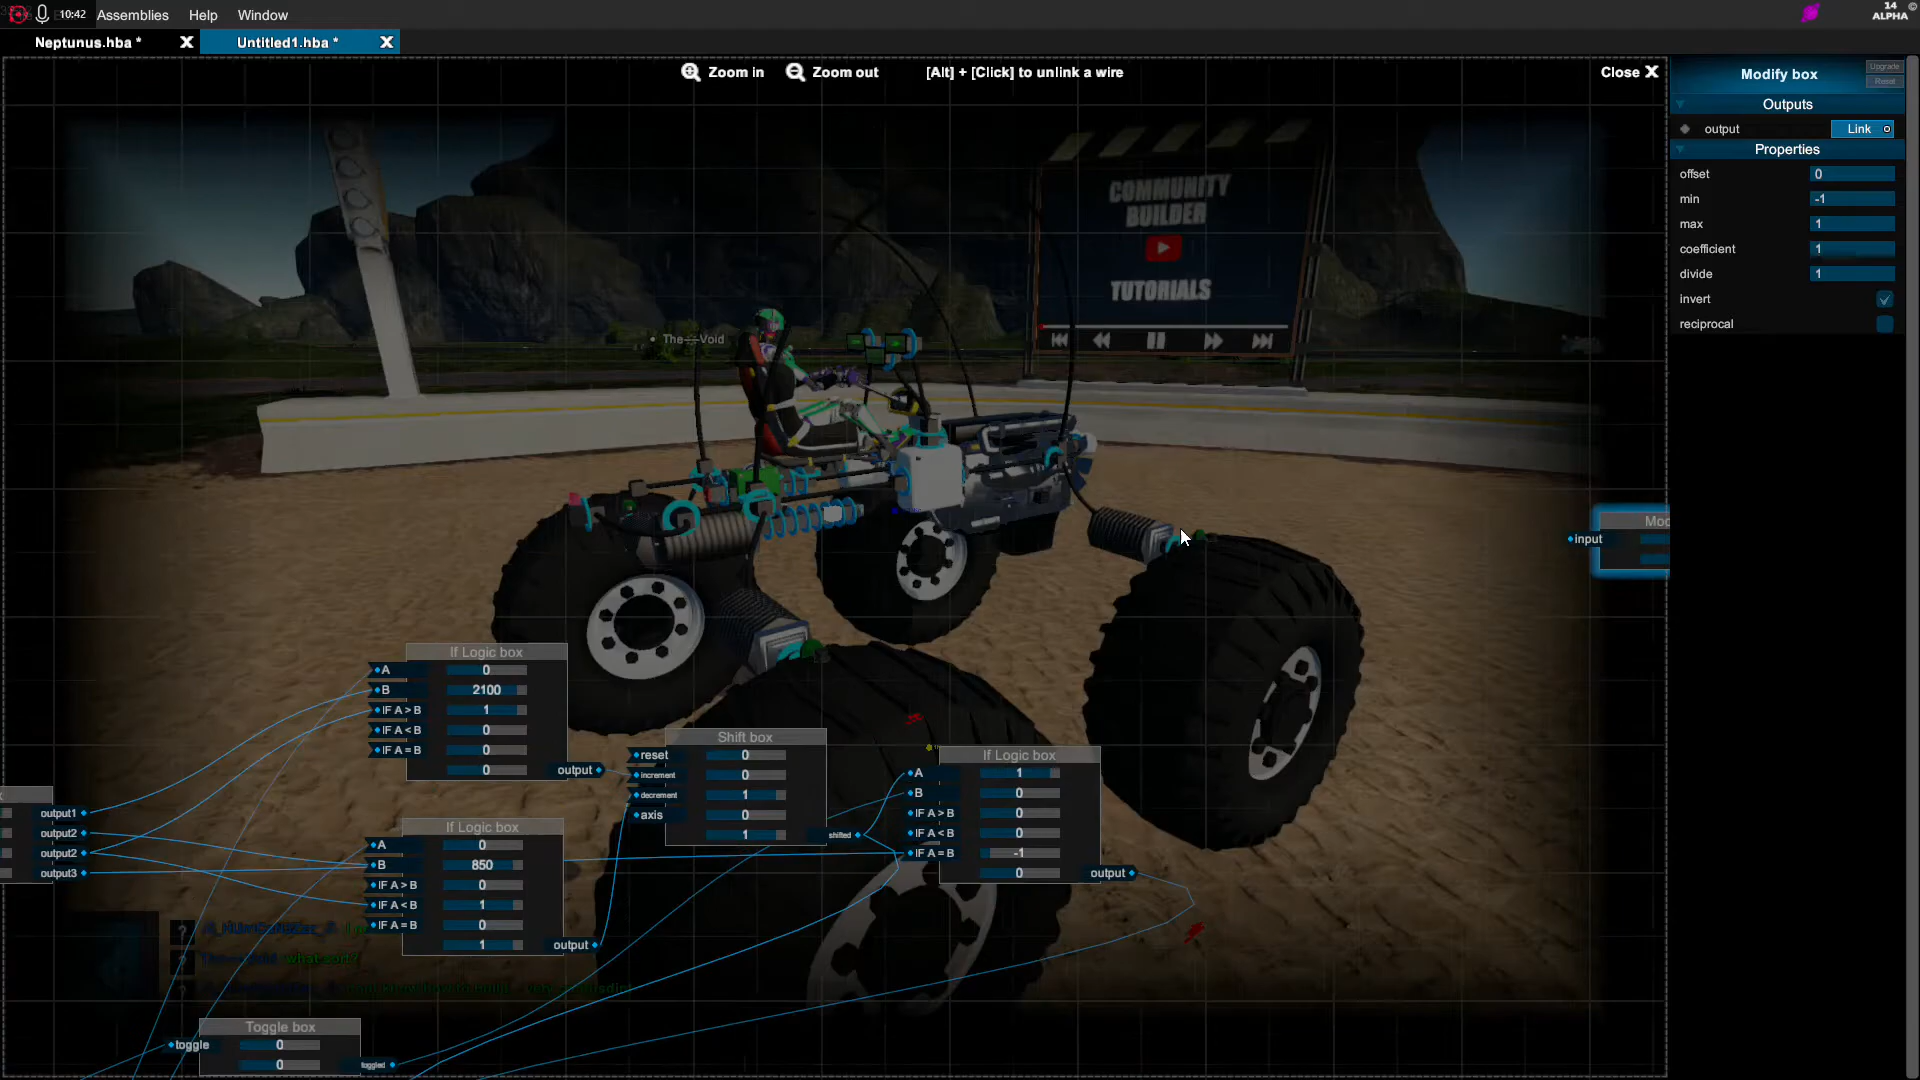 10:42
Assemblies
Help
Window
14
ALPHA
Neptunus.hba *
Untitled1.hba *
Zoom in
Zoom out
[Alt] + [Click] to unlink a wire
Close X
Modify box
Upgrade
Reset
Outputs
output
Link
Properties
offset
0
min
-1
max
1
coefficient
1
divide
1
invert
reciprocal
COMMUNITY
BUILDER
TUTORIALS
input
If Logic box
A
0
B
2100
IF A > B
1
IF A < B
0
IF A = B
0
0
output
Shift box
reset
0
increment
0
decrement
1
axis
0
1
shifted
If Logic box
A
1
B
0
IF A > B
0
IF A < B
0
IF A = B
-1
0
output
output1
output2
output2
output3
If Logic box
A
0
B
850
IF A > B
0
IF A < B
1
IF A = B
0
1
output
what sort?
Toggle box
toggle
0
0
toggled